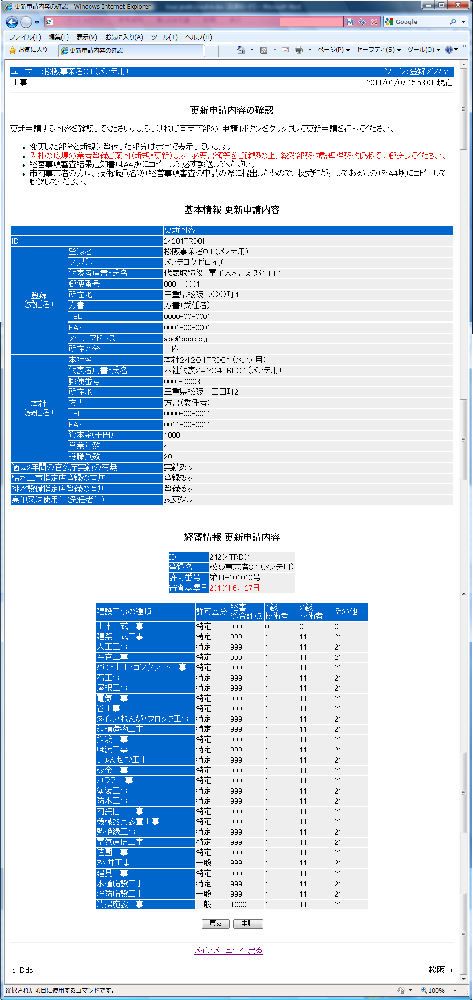 更新申請内容の確認 - Windows Internet Explorer
Google
ファイル(F) 編集(E) 表示(V) お気に入り(A) ツール(T) ヘルプ(H)
お気に入り 更新申請内容の確認 ページ(P) セーフティ(S) ツール(O)
ユーザー:松阪事業者０１（メンテ用） ゾーン:登録メンバー
工事 2011/01/07 15:53:01 現在
更新申請内容の確認
更新申請する内容を確認してください。よろしければ画面下部の「申請」ボタンをクリックして更新申請を行ってください。
• 変更した部分と新規に登録した部分は赤字で表示しています。
• 入札の広場の業者登録ご案内（新規・更新）より、必要書類等をご確認の上、総務部契約監理課契約係あてに郵送してください。
• 経営事項審査結果通知書はA4版にコピーして必ず郵送してください。
• 市内事業者の方は、技術職員名簿（経営事項審査の申請の際に提出したもので、収受印が押してあるもの）をA4版にコピーして
郵送してください。
基本情報 更新申請内容
更新内容
ID 24204TRD01
登録
（受任者）
登録名 松阪事業者０１（メンテ用）
フリガナ メンテヨウゼロイチ
代表者肩書・氏名 代表取締役　電子入札　太郎１１１１
郵便番号 000 - 0001
所在地 三重県松阪市〇〇町1
方書 方書（受任者）
TEL 0000-00-0001
FAX 0001-00-0001
メールアドレス abc@bbb.co.jp
所在区分 市内
本社
（委任者）
本社名 本社２４２０４ＴＲＤ０１（メンテ用）
代表者肩書・氏名 本社代表２４２０４ＴＲＤ０１（メンテ用）
郵便番号 000 - 0003
所在地 三重県松阪市□□町2
方書 方書（委任者）
TEL 0000-00-0011
FAX 0011-00-0011
資本金(千円) 1000
営業年数 4
総職員数 20
過去2年間の官公庁実績の有無 実績あり
給水工事指定店登録の有無 登録あり
排水設備指定店登録の有無 登録あり
実印又は使用印(受任者印) 変更なし
経審情報 更新申請内容
ID 24204TRD01
登録名 松阪事業者０１（メンテ用）
許可番号 第11-101010号
審査基準日 2010年6月27日
建設工事の種類 許可区分 経審 総合評点 1級 技術者 2級 技術者 その他
土木一式工事 特定 999 0 0 0
建築一式工事 特定 999 1 11 21
大工工事 特定 999 1 11 21
左官工事 特定 999 1 11 21
とび・土工・コンクリート工事 特定 999 1 11 21
石工事 特定 999 1 11 21
屋根工事 特定 999 1 11 21
電気工事 特定 999 1 11 21
管工事 特定 999 1 11 21
タイル・れんが・ブロック工事 特定 999 1 11 21
鋼構造物工事 特定 999 1 11 21
鉄筋工事 特定 999 1 11 21
ほ装工事 特定 999 1 11 21
しゅんせつ工事 特定 999 1 11 21
板金工事 特定 999 1 11 21
ガラス工事 特定 999 1 11 21
塗装工事 特定 999 1 11 21
防水工事 特定 999 1 11 21
内装仕上工事 特定 999 1 11 21
機械器具設置工事 特定 999 1 11 21
熱絶縁工事 特定 999 1 11 21
電気通信工事 特定 999 1 11 21
造園工事 特定 999 1 11 21
さく井工事 一般 999 1 11 21
建具工事 特定 999 1 11 21
水道施設工事 特定 999 1 11 21
消防施設工事 一般 999 1 11 21
清掃施設工事 一般 1000 1 11 21
戻る 申請
メインメニューへ戻る
e-Bids 松阪市
選択された項目に使用するコマンドです。 100%